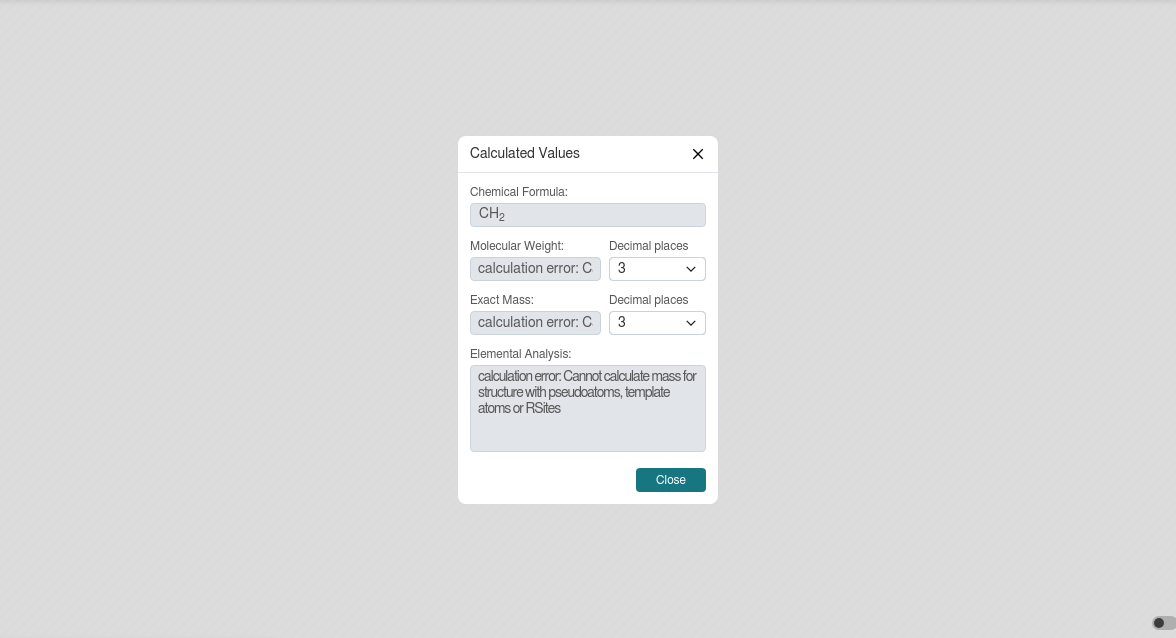 Calculated Values
Chemical Formula:
CH₂
Molecular Weight: Decimal places
calculation error: C 3
Exact Mass: Decimal places
calculation error: C 3
Elemental Analysis:
calculation error: Cannot calculate mass for
structure with pseudoatoms, template
atoms or RSites
Close